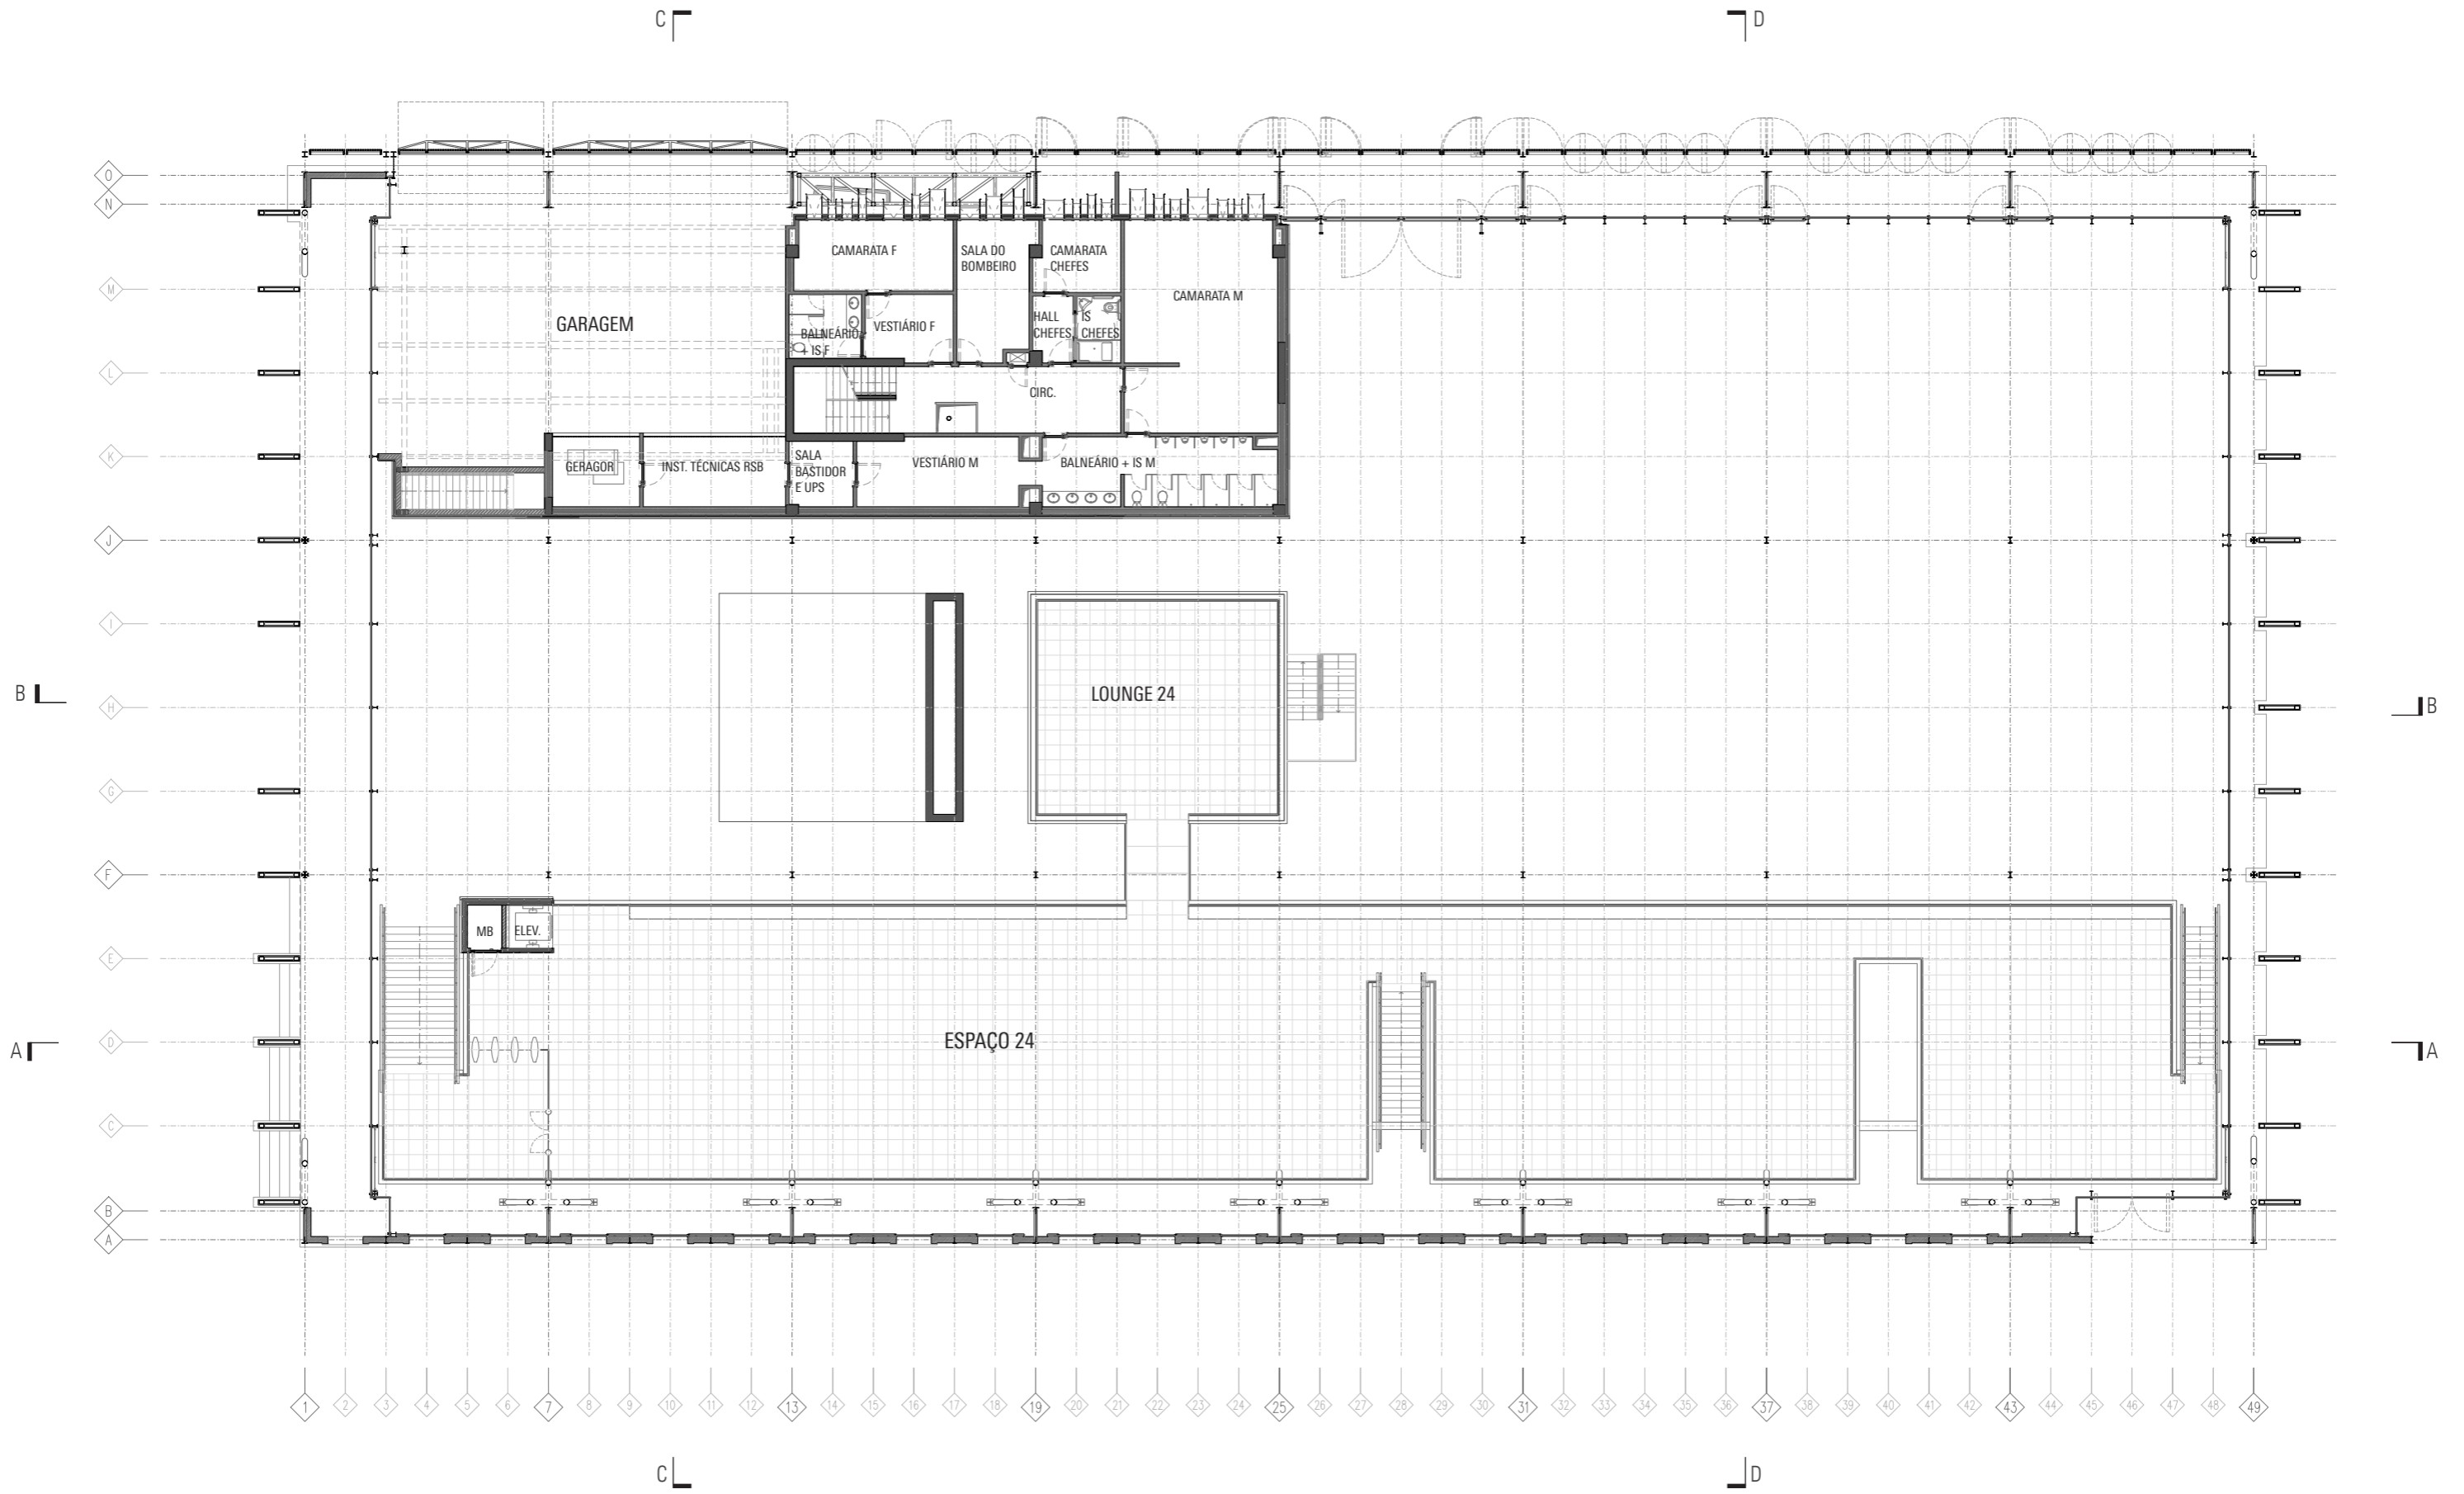 C D
O
N
M
L
K
J
I
H
G
F
E
D
C
B
A
B B
A A
CAMARATA F
SALA DO
BOMBEIRO
CAMARATA
CHEFES
CAMARATA M
GARAGEM
BALNEÁRIO
+ IS F
VESTIÁRIO F
HALL
CHEFES
IS
CHEFES
CIRC.
GERAGOR
INST. TÉCNICAS RSB
SALA
BASTIDOR
E UPS
VESTIÁRIO M
BALNEÁRIO + IS M
LOUNGE 24
MB
ELEV.
ESPAÇO 24
1 2 3 4 5 6 7 8 9 10 11 12 13 14 15 16 17 18 19 20 21 22 23 24 25 26 27 28 29 30 31 32 33 34 35 36 37 38 39 40 41 42 43 44 45 46 47 48 49
C D